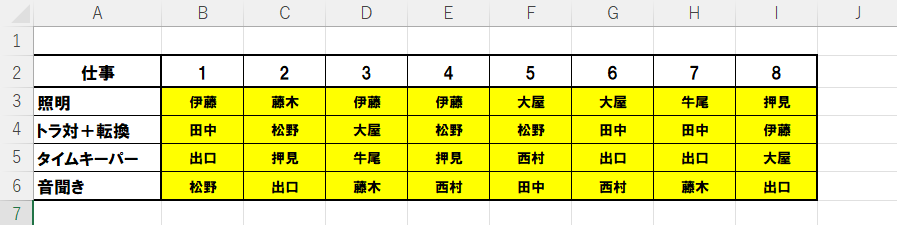 A B C D E F G H I J
1
2 仕事 1 2 3 4 5 6 7 8
3 照明 伊藤 藤木 伊藤 伊藤 大屋 大屋 牛尾 押見
4 トラ対＋転換 田中 松野 大屋 松野 松野 田中 田中 伊藤
5 タイムキーパー 出口 押見 牛尾 押見 西村 出口 出口 大屋
6 音聞き 松野 出口 藤木 西村 田中 西村 藤木 出口
7